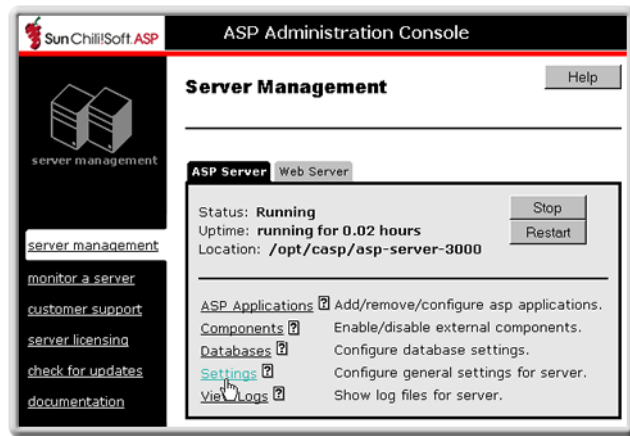 Sun Chili!Soft ASP
ASP Administration Console
Server Management
Help
server management
ASP Server
Web Server
Status: Running
Stop
Uptime: running for 0.02 hours
Restart
Location: /opt/casp/asp-server-3000
server management
monitor a server
customer support
server licensing
check for updates
documentation
ASP Applications ? Add/remove/configure asp applications.
Components ? Enable/disable external components.
Databases ? Configure database settings.
Settings ? Configure general settings for server.
View Logs ? Show log files for server.